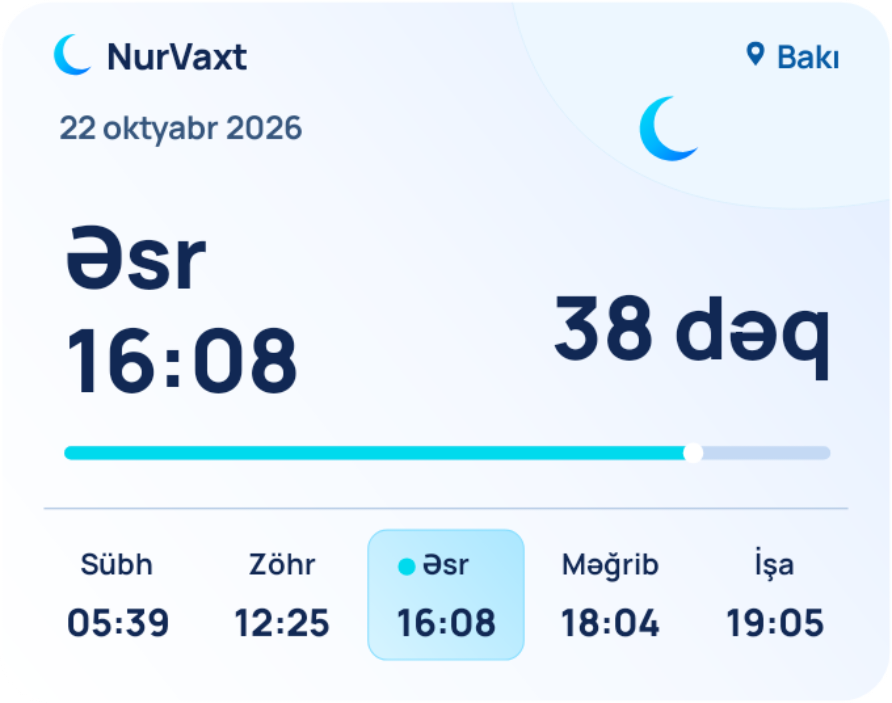 NurVaxt
Bakı
22 oktyabr 2026
Əsr
16:08
38 dəq
Sübh Zöhr Əsr Məğrib İşa
05:39 12:25 16:08 18:04 19:05